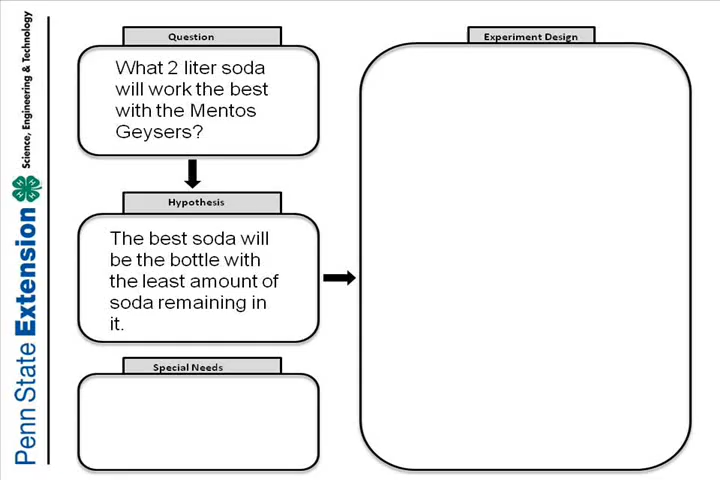 Science, Engineering & Technology
Penn State Extension
Question
What 2 liter soda
will work the best
with the Mentos
Geysers?
Hypothesis
The best soda will
be the bottle with
the least amount of
soda remaining in
it.
Special Needs
Experiment Design